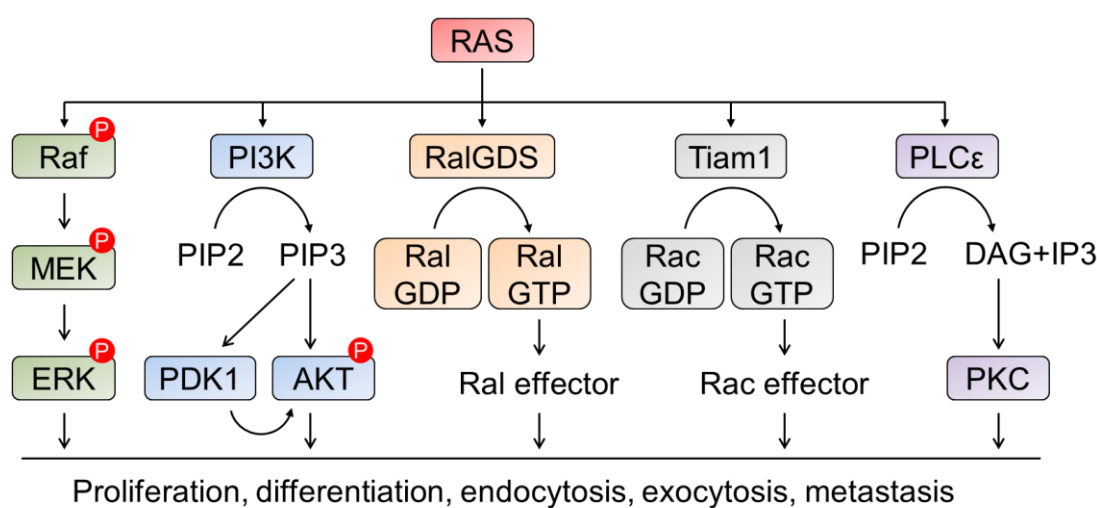 RAS
P
Raf
PI3K
RalGDS
Tiam1
PLCε
P
MEK
PIP2
PIP3
Ral
GDP
Ral
GTP
Rac
GDP
Rac
GTP
PIP2
DAG+IP3
P
ERK
PDK1
P
AKT
Ral effector
Rac effector
PKC
Proliferation, differentiation, endocytosis, exocytosis, metastasis